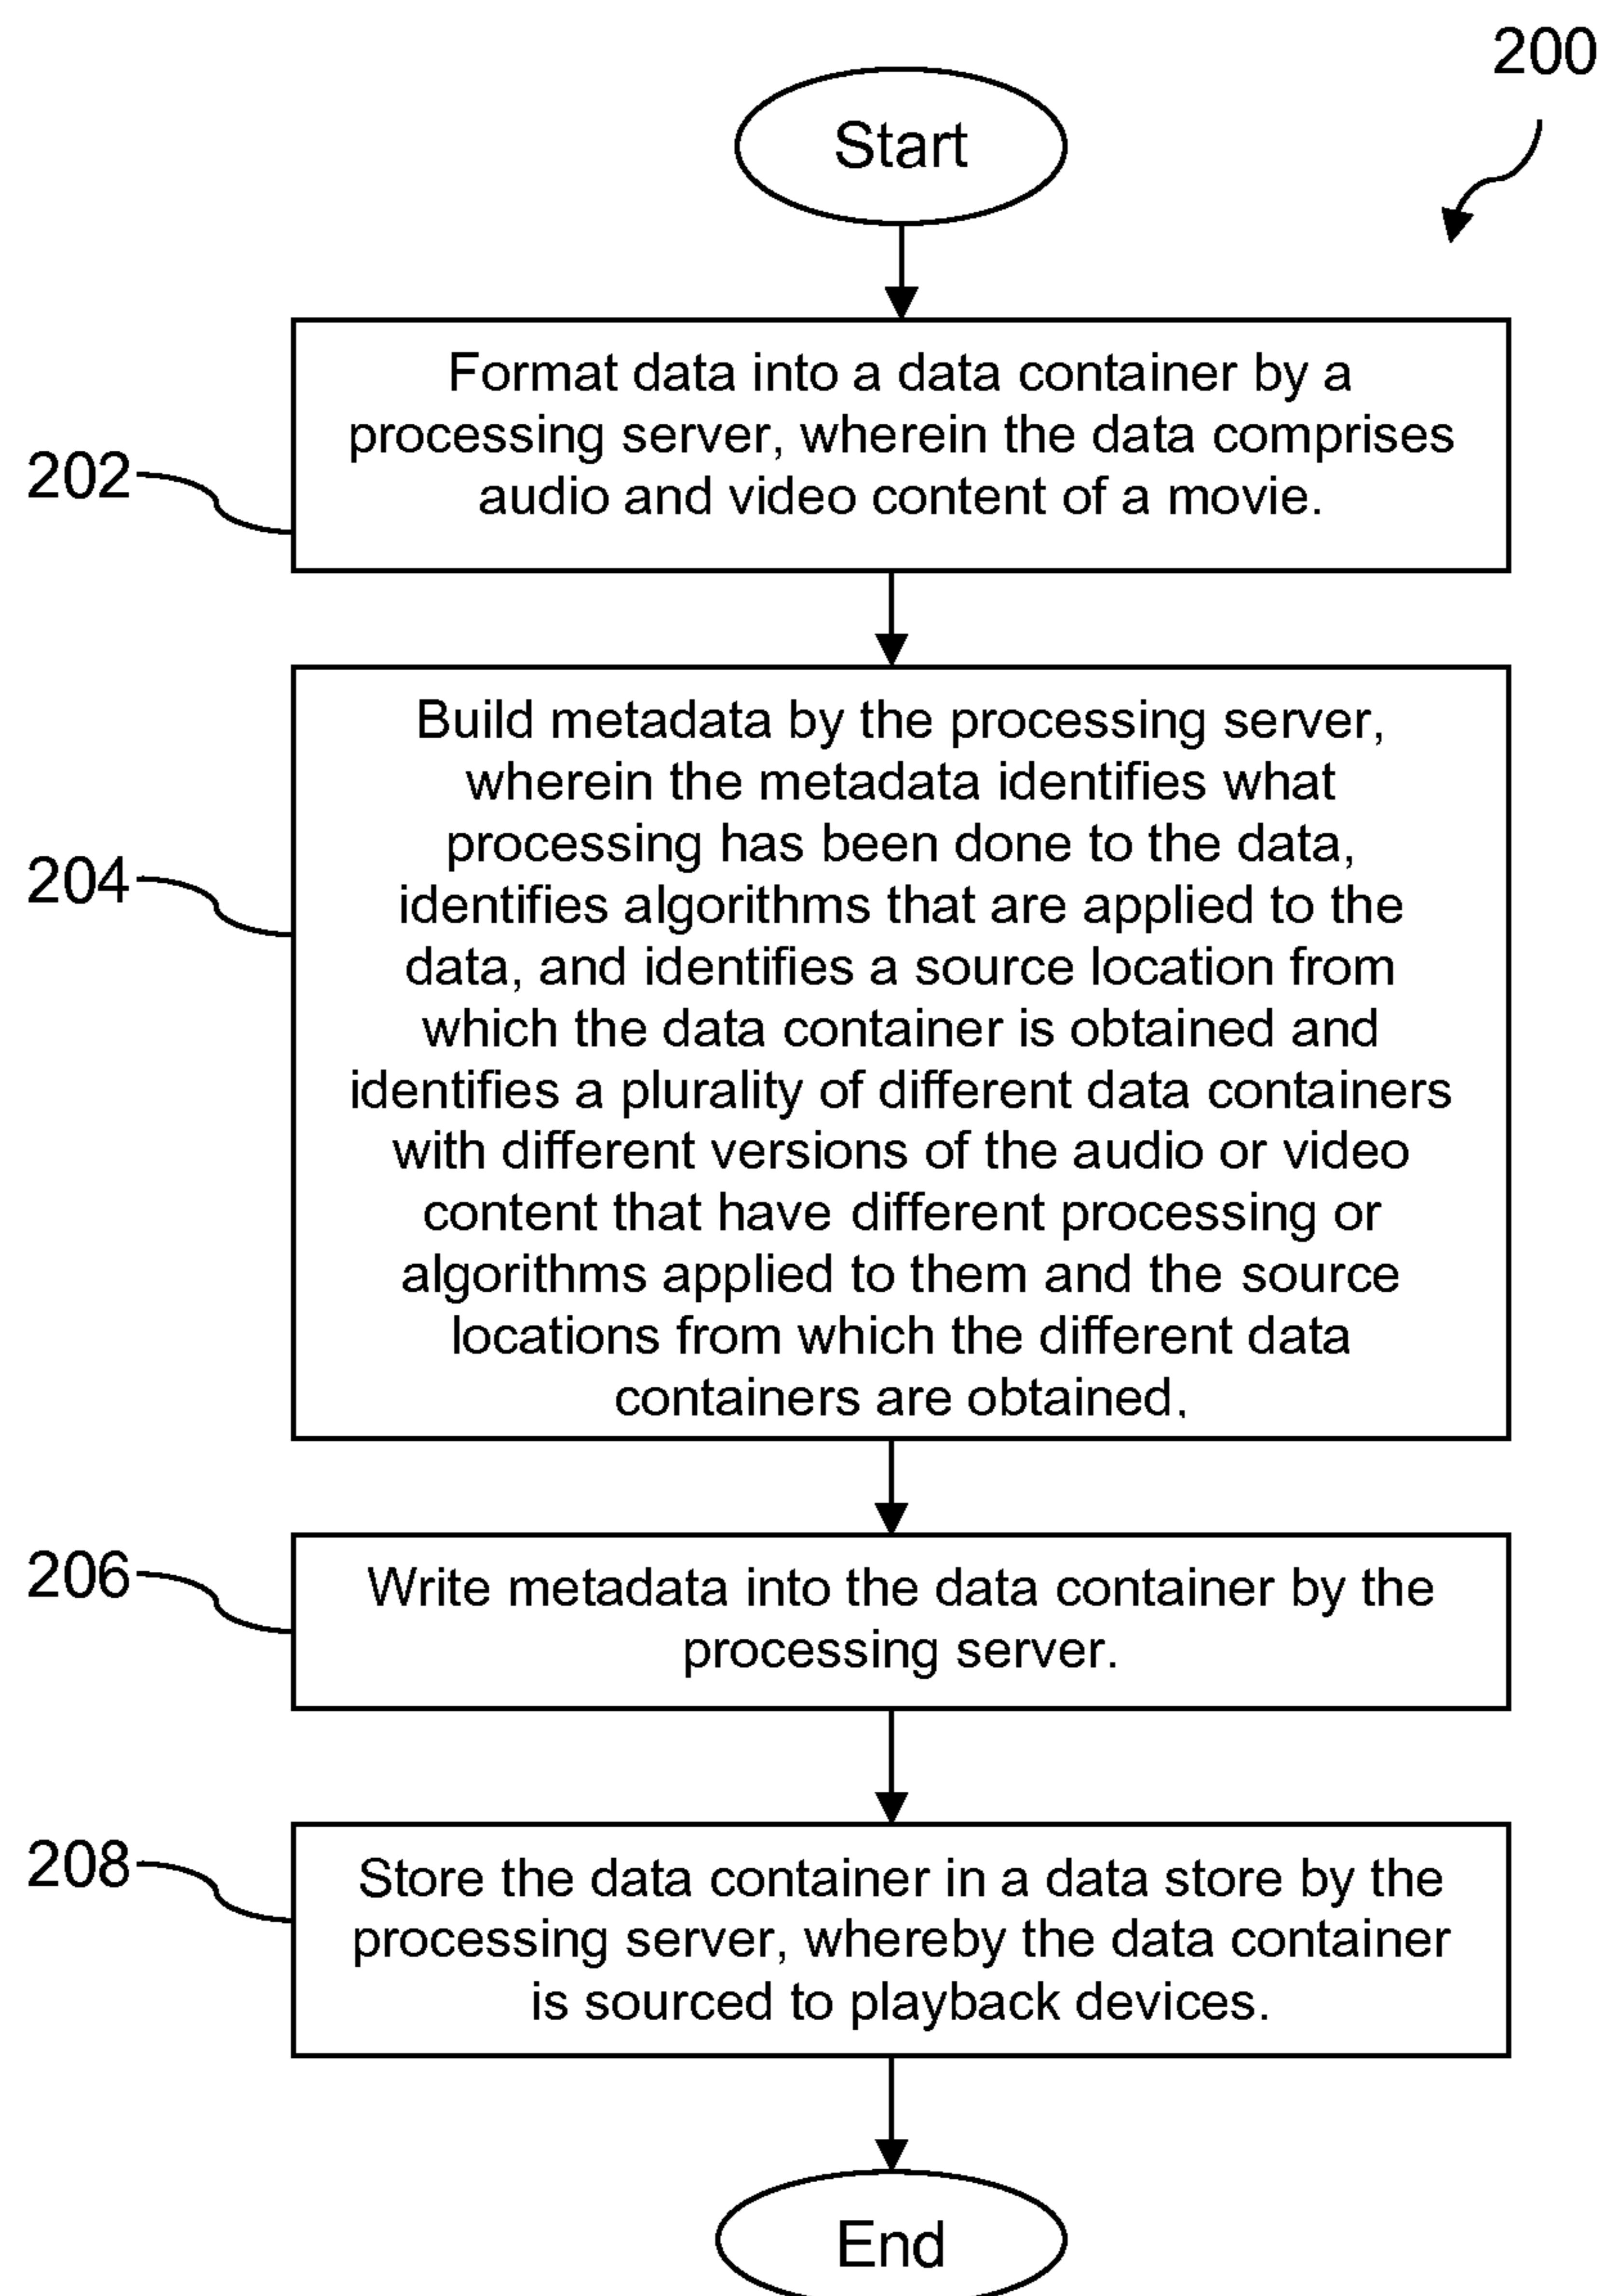 200
Start
Format data into a data container by a
processing server, wherein the data comprises
audio and video content of a movie.
202
Build metadata by the processing server,
wherein the metadata identifies what
processing has been done to the data,
identifies algorithms that are applied to the
data, and identifies a source location from
which the data container is obtained and
identifies a plurality of different data containers
with different versions of the audio or video
content that have different processing or
algorithms applied to them and the source
locations from which the different data
containers are obtained.
204
Write metadata into the data container by the
processing server.
206
Store the data container in a data store by the
processing server, whereby the data container
is sourced to playback devices.
208
End